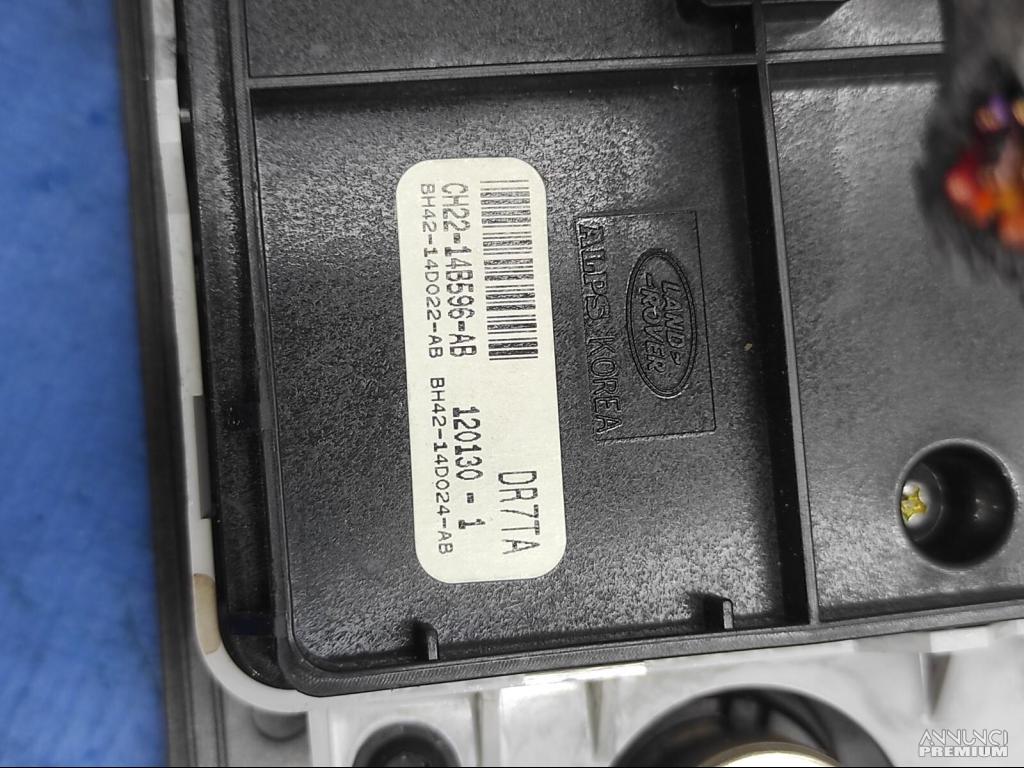 DR7TA
CH22-14B596-AB 120130-1
BH42-14D022-AB BH42-14D024-AB
LAND
ROVER
ALPS KOREA
ANNUNCI
PREMIUM